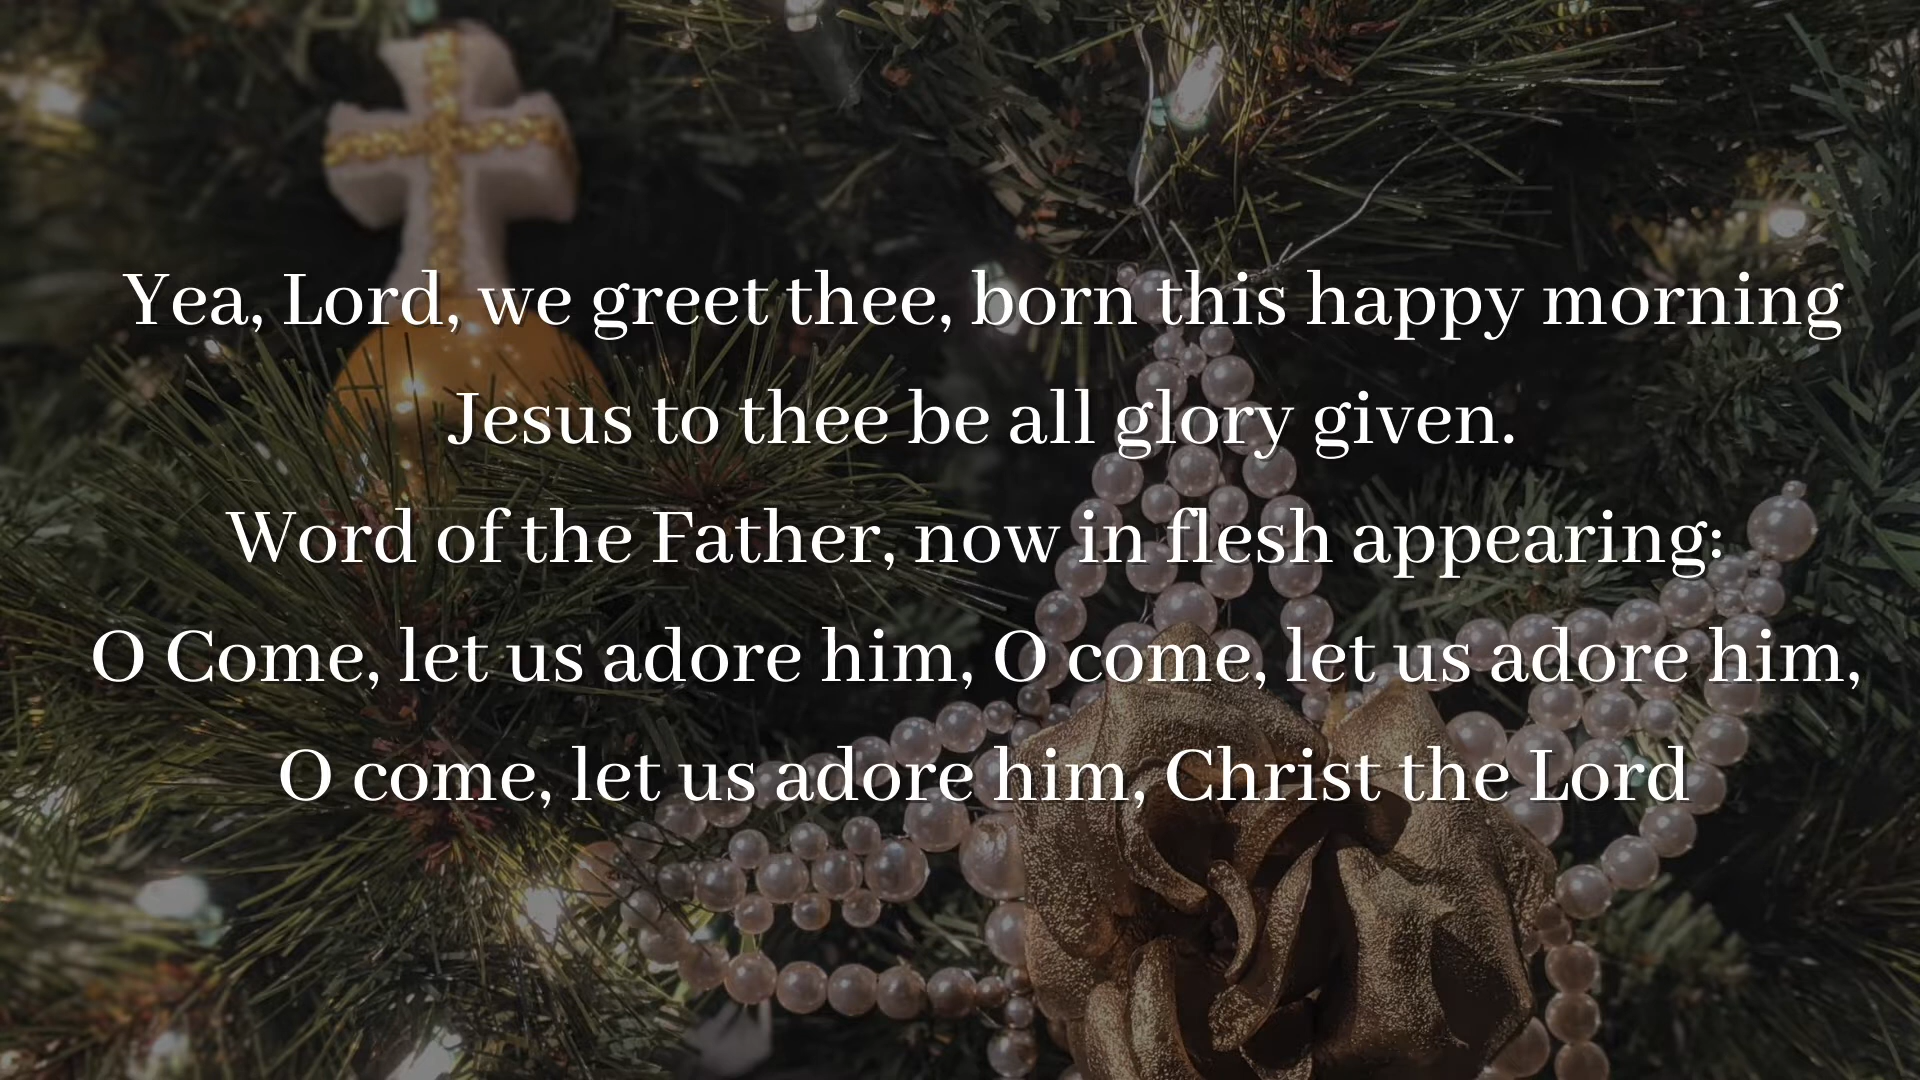 Yea, Lord, we greet thee, born this happy morning
Jesus to thee be all glory given.
Word of the Father, now in flesh appearing:
O Come, let us adore him, O come, let us adore him,
O come, let us adore him, Christ the Lord